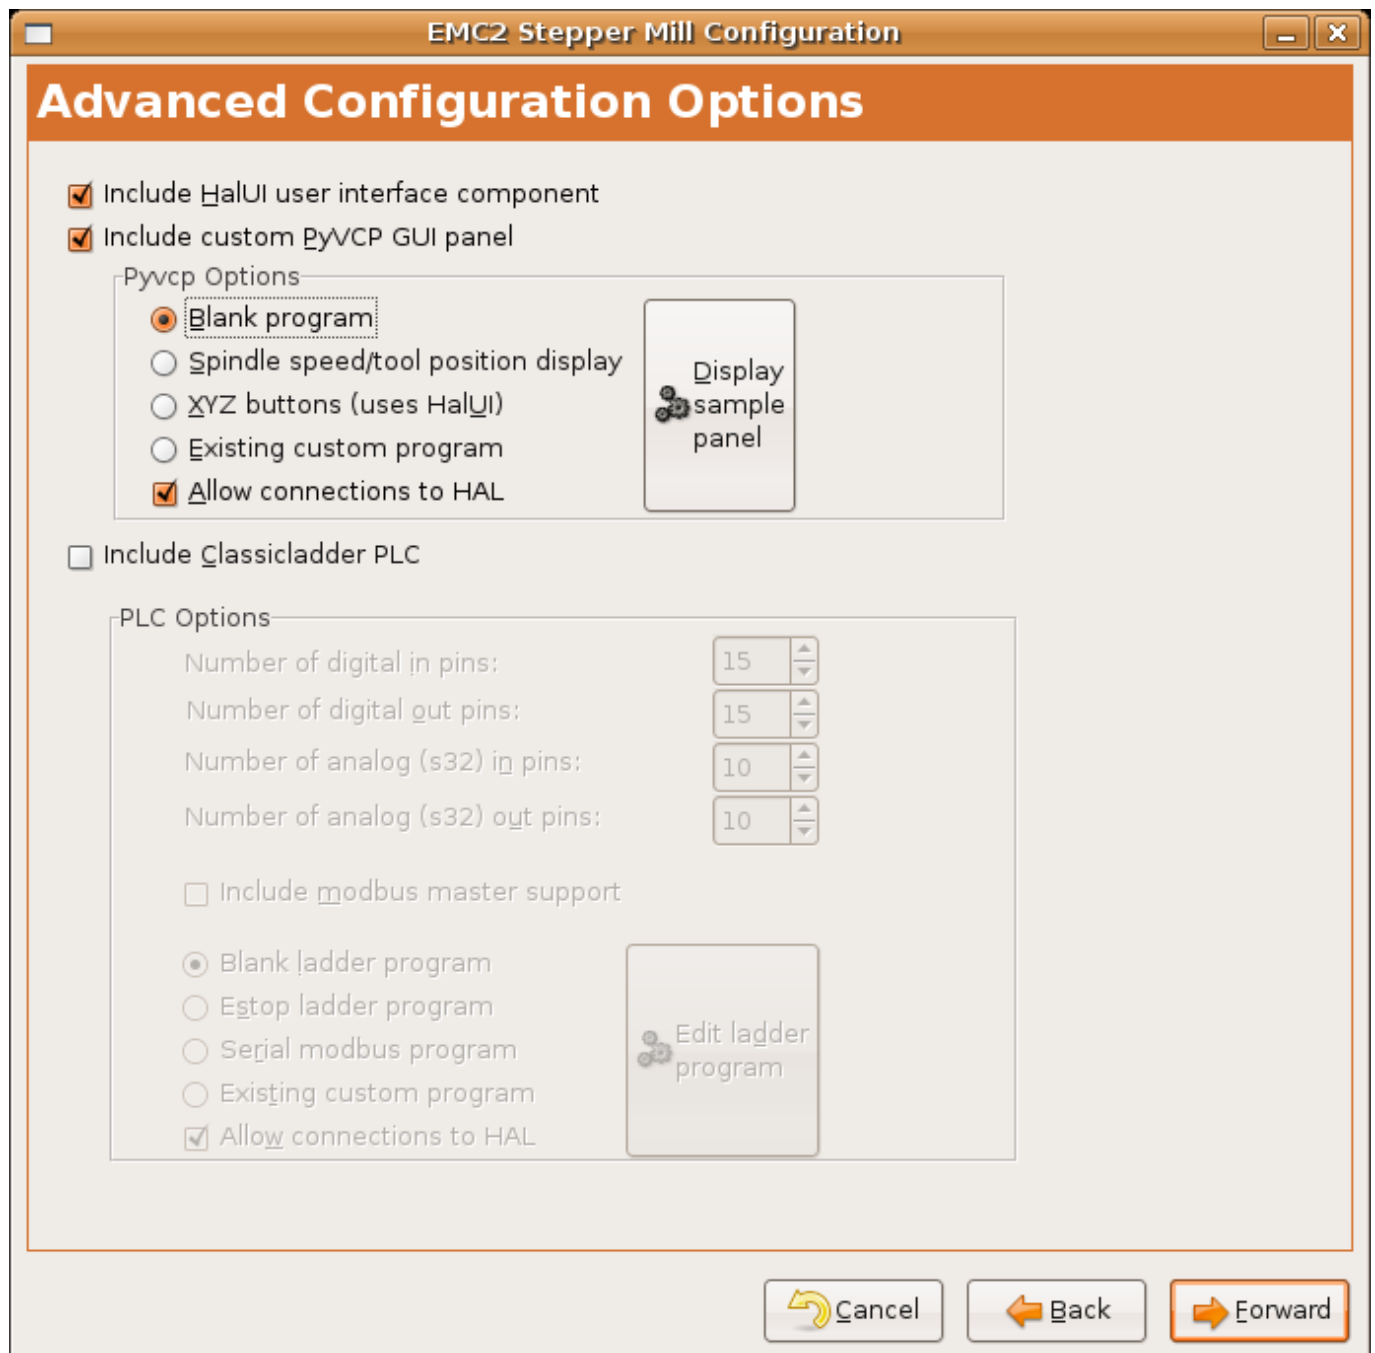 EMC2 Stepper Mill Configuration
Advanced Configuration Options
Include HalUI user interface component
Include custom PyVCP GUI panel
Pyvcp Options
Blank program
Spindle speed/tool position display
XYZ buttons (uses HalUI)
Existing custom program
Allow connections to HAL
Display
sample
panel
Include Classicladder PLC
PLC Options
Number of digital in pins: 15
Number of digital out pins: 15
Number of analog (s32) in pins: 10
Number of analog (s32) out pins: 10
Include modbus master support
Blank ladder program
Estop ladder program
Serial modbus program
Existing custom program
Allow connections to HAL
Edit ladder
program
Cancel Back Forward